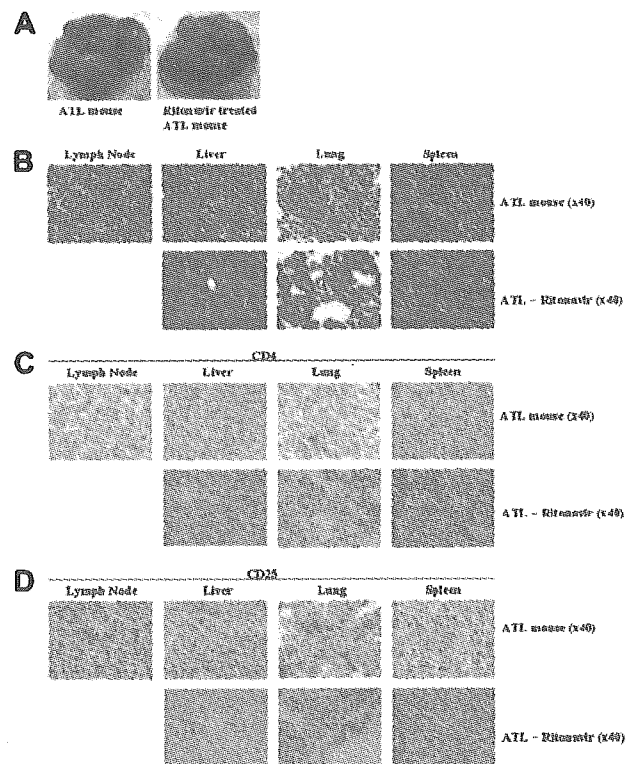 A
ATL mouse
Ritonavir treated
ATL mouse
B
Lymph Node Liver Lung Spleen
ATL mouse (x40)
ATL - Ritonavir (x40)
C
CD4
Lymph Node Liver Lung Spleen
ATL mouse (x40)
ATL - Ritonavir (x40)
D
CD25
Lymph Node Liver Lung Spleen
ATL mouse (x40)
ATL - Ritonavir (x40)